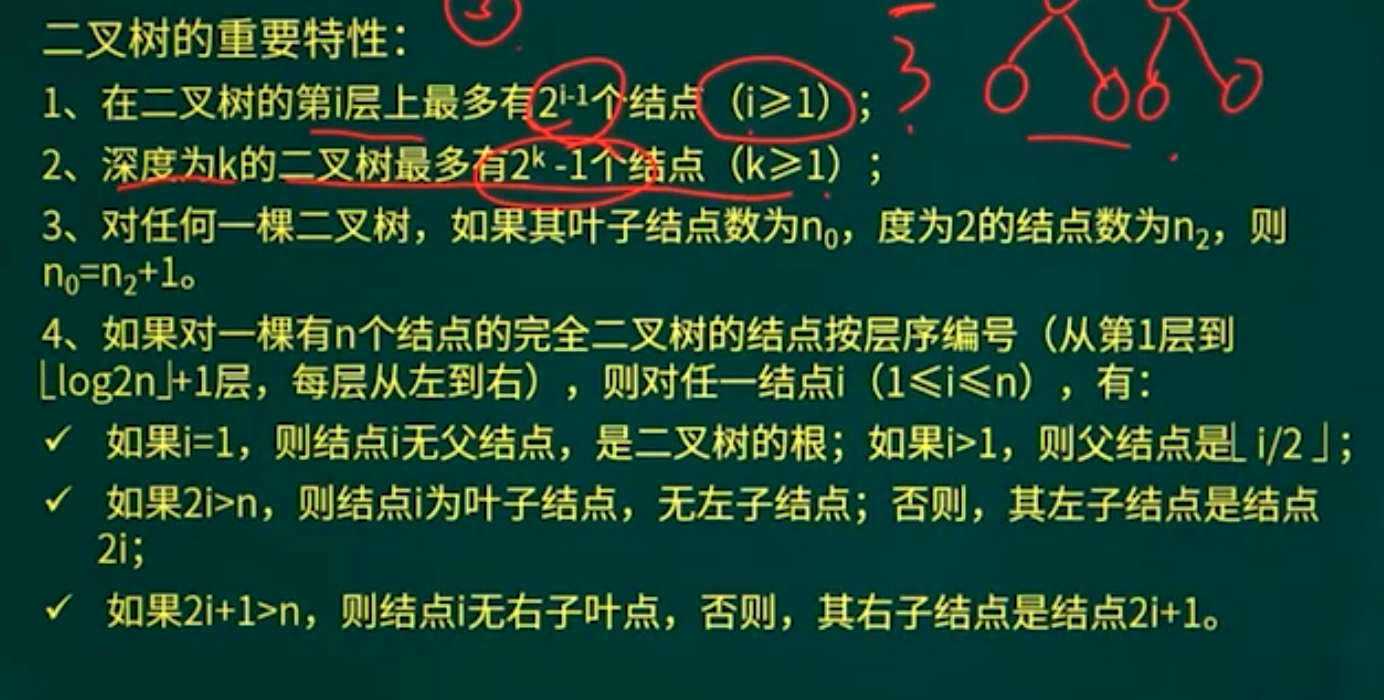 二叉树的重要特性：
1、在二叉树的第i层上最多有2^{i-1}个结点（i≥1）；
3
2、深度为k的二叉树最多有2^k -1个结点（k≥1）；
3、对任何一棵二叉树，如果其叶子结点数为n₀，度为2的结点数为n₂，则
n₀=n₂+1。
4、如果对一棵有n个结点的完全二叉树的结点按层序编号（从第1层到
⌊log2n⌋+1层，每层从左到右），则对任一结点i（1≤i≤n），有：
✓ 如果i=1，则结点i无父结点，是二叉树的根；如果i>1，则父结点是⌊ i/2 ⌋；
✓ 如果2i>n，则结点i为叶子结点，无左子结点；否则，其左子结点是结点
2i；
✓ 如果2i+1>n，则结点i无右子叶点，否则，其右子结点是结点2i+1。